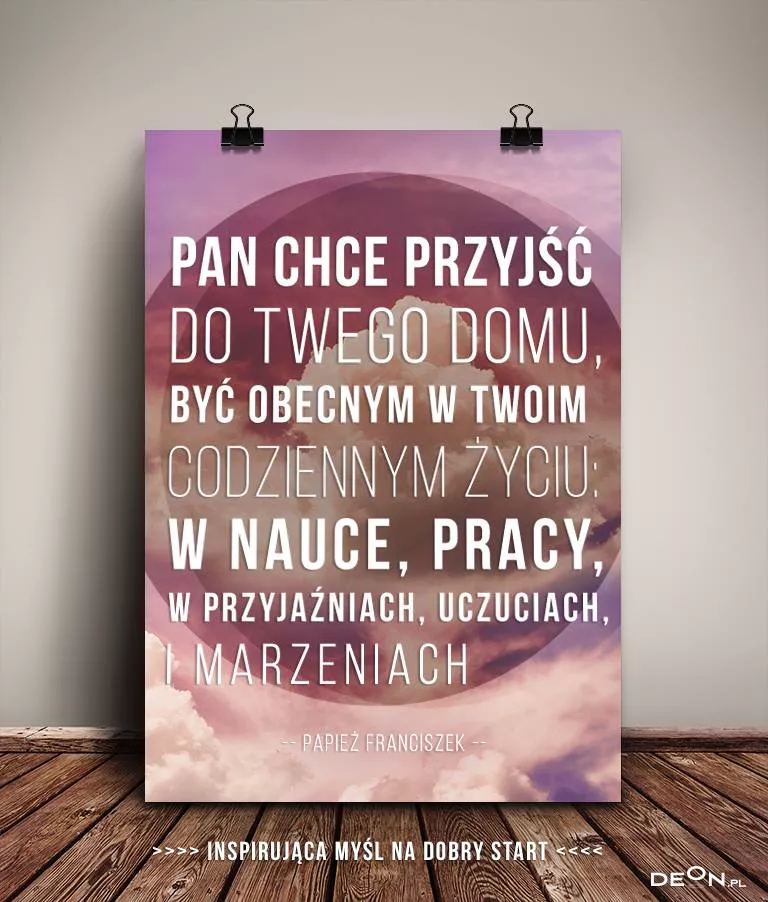 PAN CHCE PRZYJŚĆ
DO TWEGO DOMU,
BYĆ OBECNYM W TWOIM
CODZIENNYM ŻYCIU:
W NAUCE, PRACY,
W PRZYJAŹNIACH, UCZUCIACH,
I MARZENIACH
-- PAPIEŻ FRANCISZEK --
>>>> INSPIRUJĄCA MYŚL NA DOBRY START <<<<
DEON.PL